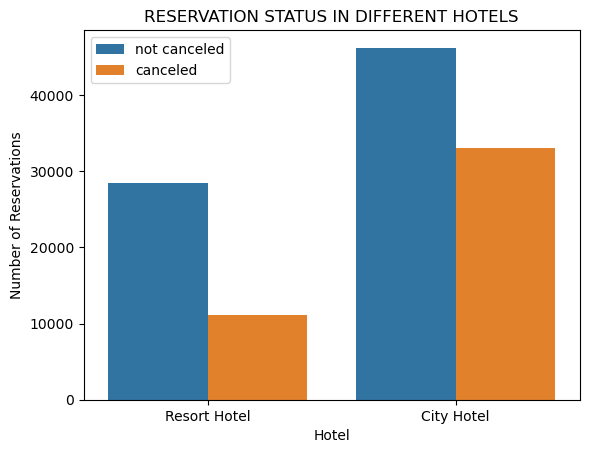 RESERVATION STATUS IN DIFFERENT HOTELS
not canceled
canceled
Number of Reservations
40000
30000
20000
10000
0
Resort Hotel
City Hotel
Hotel